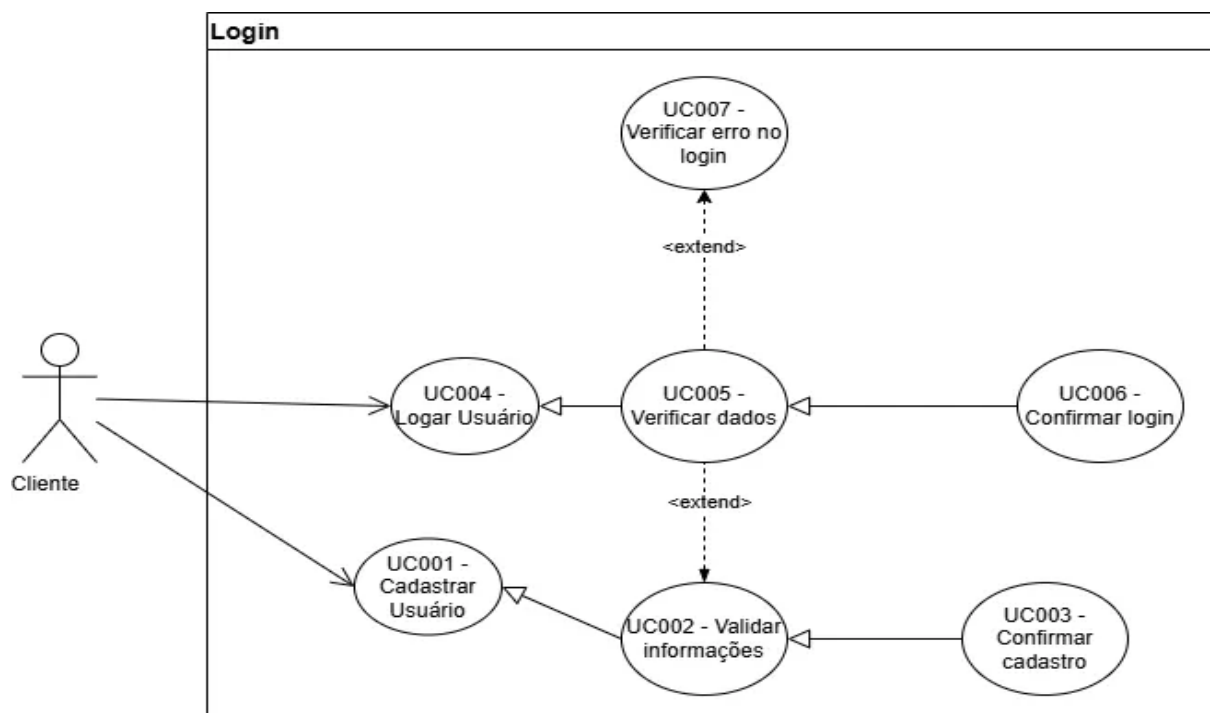 Login
UC007 -
Verificar erro no
login
<extend>
UC004 -
Logar Usuário
UC005 -
Verificar dados
UC006 -
Confirmar login
Cliente
<extend>
UC001 -
Cadastrar
Usuário
UC002 - Validar
informações
UC003 -
Confirmar
cadastro